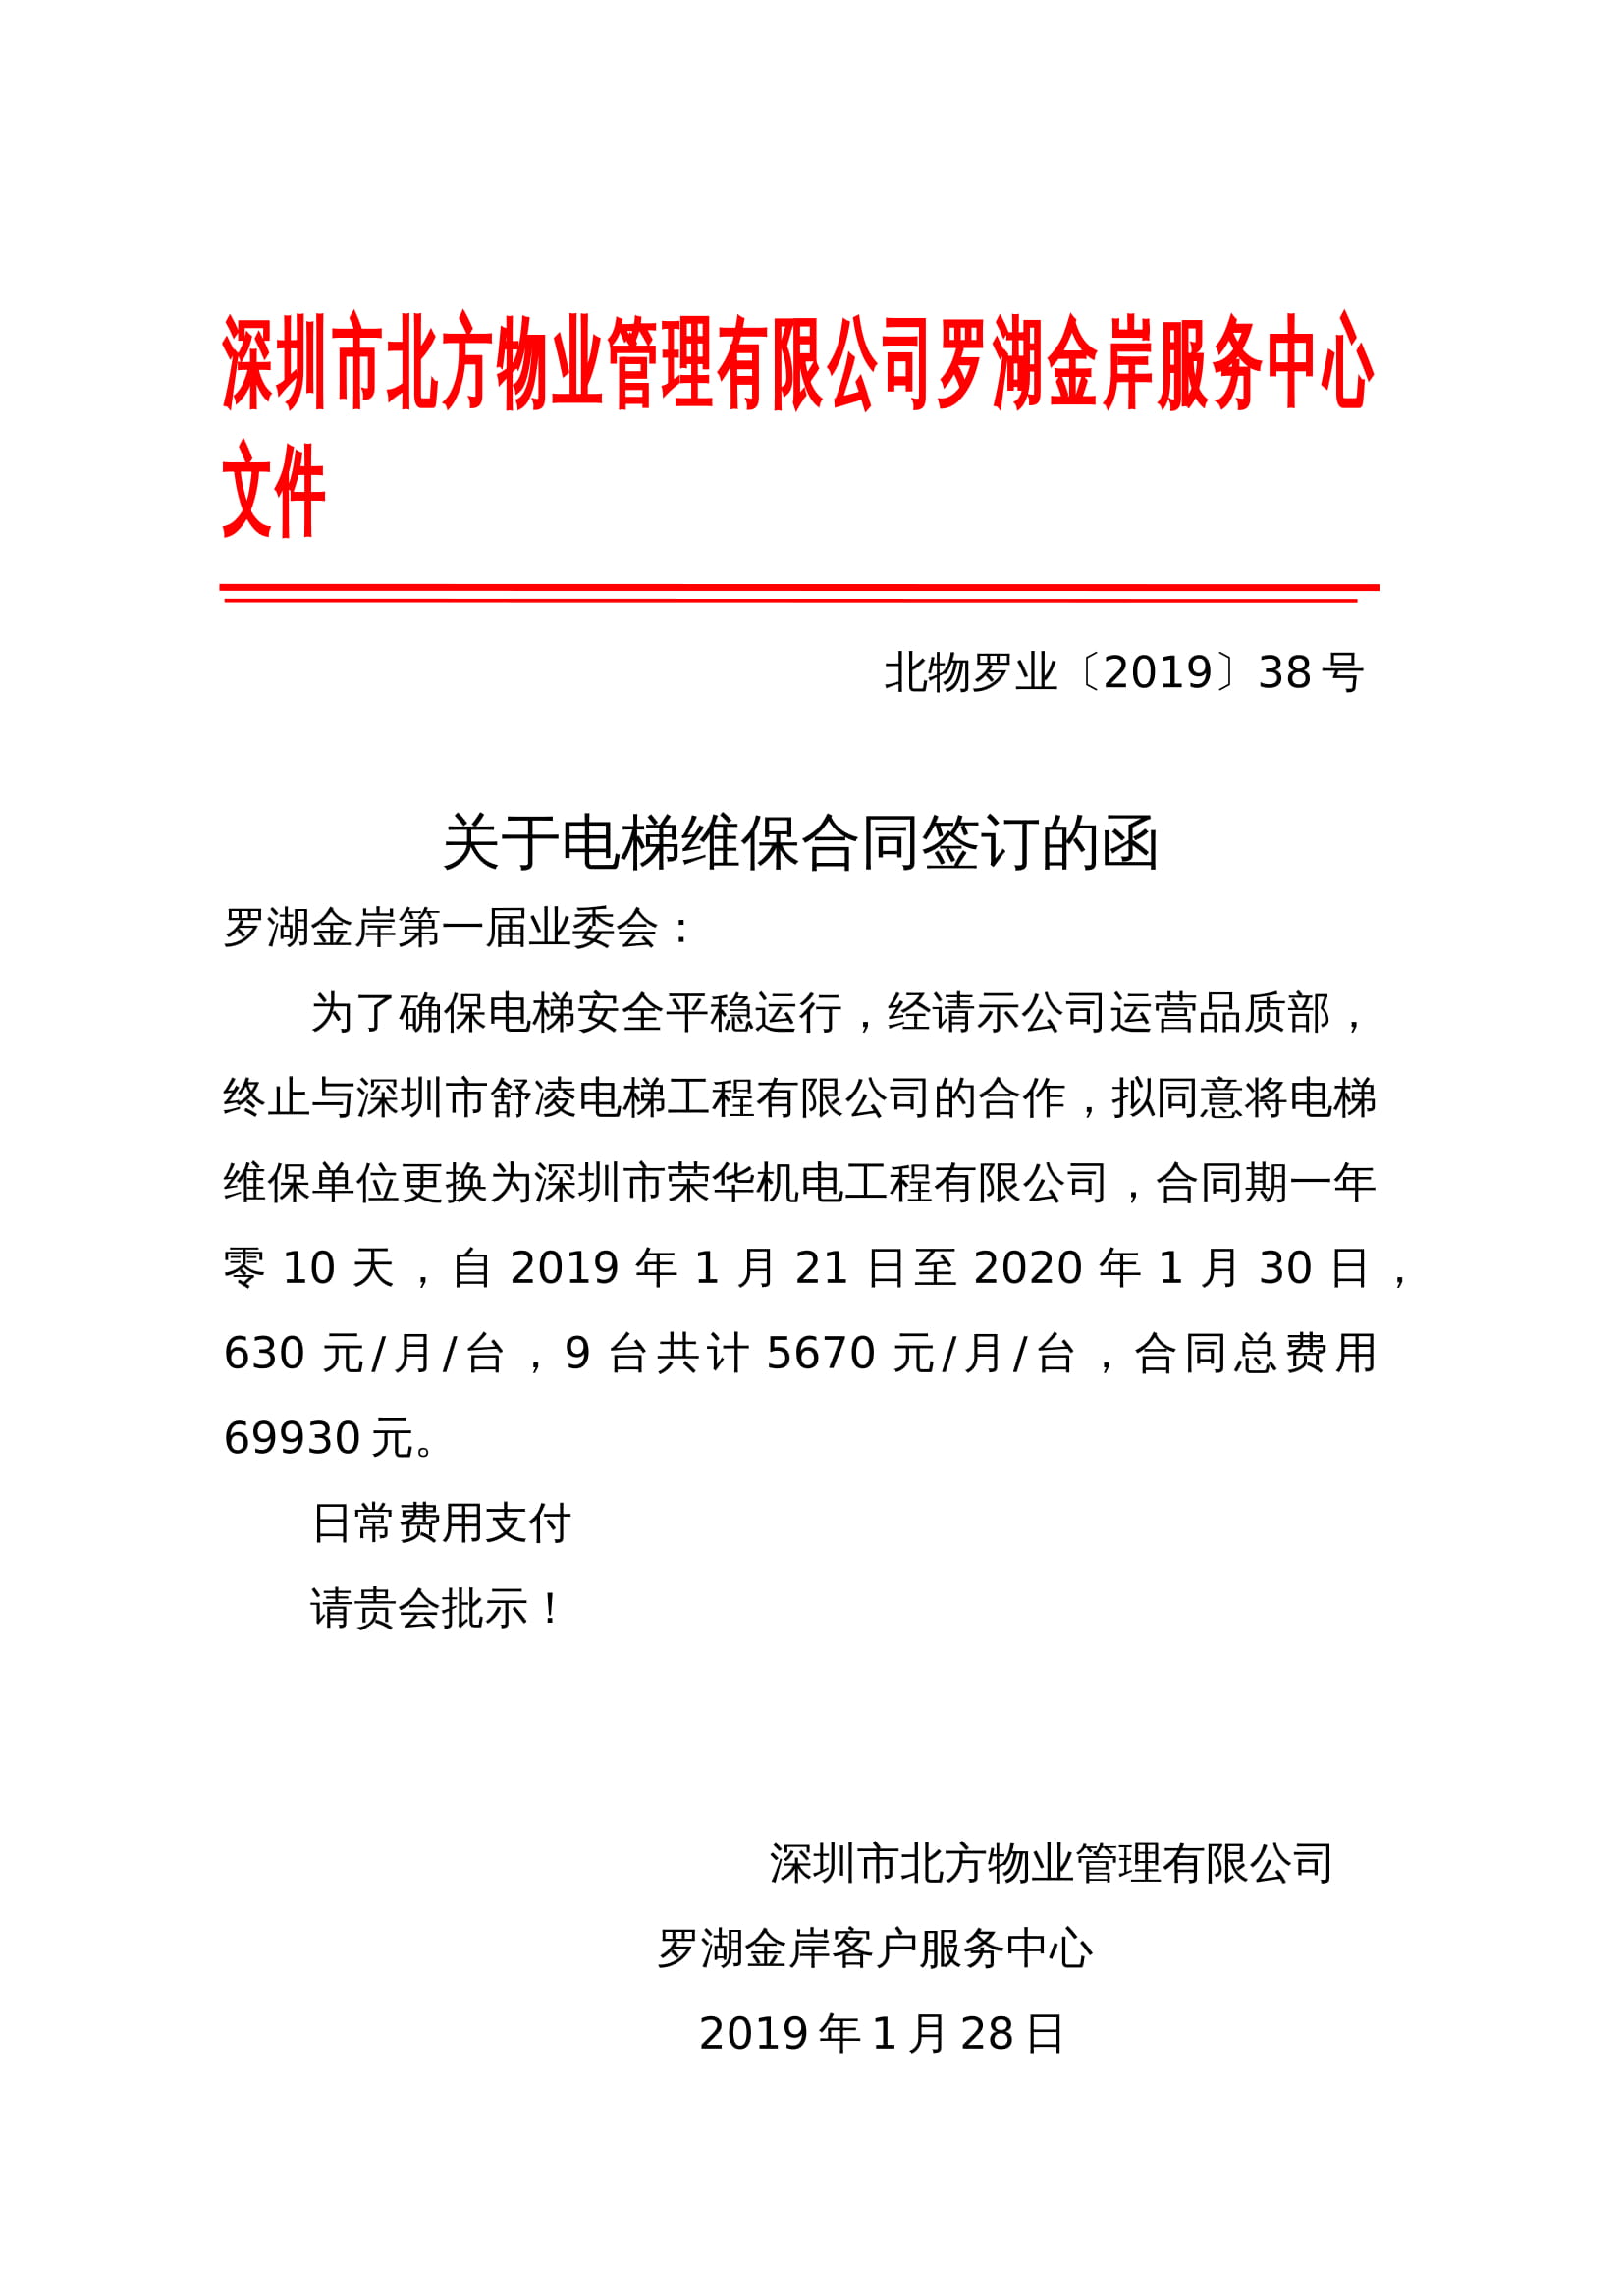 深圳市北方物业管理有限公司罗湖金岸服务中心
文件
北物罗业〔2019〕38 号
关于电梯维保合同签订的函
罗湖金岸第一届业委会：
为了确保电梯安全平稳运行，经请示公司运营品质部，
终止与深圳市舒凌电梯工程有限公司的合作，拟同意将电梯
维保单位更换为深圳市荣华机电工程有限公司，合同期一年
零 10 天，自 2019 年 1 月 21 日至 2020 年 1 月 30 日，
630 元/月/台，9 台共计 5670 元/月/台，合同总费用
69930 元。
日常费用支付
请贵会批示！
深圳市北方物业管理有限公司
罗湖金岸客户服务中心
2019 年 1 月 28 日